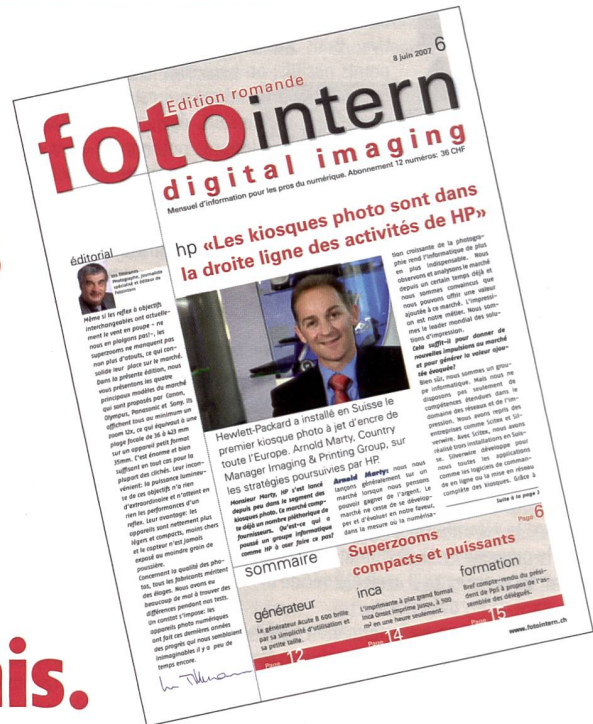 8 juin 2007 6
Edition romande
fotointern
digital imaging
Mensuel d'information pour les pros du numérique. Abonnement 12 numéros: 36 CHF
hp «Les kiosques photo sont dans
la droite ligne des activités de HP»
éditorial
Urs Tillmanns
Photographe, journaliste
spécialisé et éditeur de
Fotointern
Même si les reflex à objectifs
interchangeables ont actuelle-
ment le vent en poupe - ne
nous en plaignons pas! -, les
superzooms ne manquent pas
non plus d'atouts, ce qui con-
solide leur place sur le marché.
Dans la présente édition, nous
vous présentons les quatre
principaux modèles du marché
qui sont proposés par Canon,
Olympus, Panasonic et Sony. Ils
affichent tous au minimum un
zoom 12x, ce qui équivaut à une
plage focale de 36 à 423 mm
sur un appareil petit format
35mm. C'est énorme et bien
suffisant en tout cas pour la
plupart des clichés. Leur incon-
vénient: la puissance lumineu-
se de ces objectifs n'a rien
d'extraordinaire et n'atteint en
rien les performances d'un
reflex. Leur avantage: les
appareils sont nettement plus
légers et compacts, moins chers
et le capteur n'est jamais
exposé au moindre grain de
poussière.
Concernant la qualité des pho-
tos, tous les fabricants méritent
des éloges. Nous avons eu
beaucoup de mal à trouver des
différences pendant nos tests.
Un constat s'impose: les
appareils photo numériques
ont fait ces dernières années
des progrès qui nous semblaient
inimaginables il y a peu de
temps encore.
Hewlett-Packard a installé en Suisse le
premier kiosque photo à jet d'encre de
toute l'Europe. Arnold Marty, Country
Manager Imaging & Printing Group, sur
les stratégies poursuivies par HP.
Monsieur Marty, HP s'est lancé
depuis peu dans le segment des
kiosques photo. Ce marché comp-
te déjà un nombre pléthorique de
fournisseurs. Qu'est-ce qui a
poussé un groupe informatique
comme HP à oser faire ce pas?
Arnold Marty: nous nous
lançons généralement sur un
marché lorsque nous pensons
pouvoir gagner de l'argent. Le
marché ne cesse de se dévelop-
per et d'évoluer en notre faveur,
dans la mesure où la numérisa-
tion croissante de la photogra-
phie rend l'informatique de plus
en plus indispensable. Nous
observons et analysons le marché
depuis un certain temps déjà et
nous sommes convaincus que
nous pouvons offrir une valeur
ajoutée à ce marché. L'impressi-
on est notre métier. Nous som-
mes le leader mondial des solu-
tions d'impression.
Cela suffit-il pour donner de
nouvelles impulsions au marché
et pour générer la valeur ajou-
tée évoquée?
Bien sûr, nous sommes un grou-
pe informatique. Mais nous ne
disposons pas seulement de
compétences étendues dans le
domaine des réseaux et de l'im-
pression. Nous avons repris des
entreprises comme Scitex et Sil-
verwire. Avec Scitex, nous avons
réalisé trois installations en Suis-
se. Silverwire développe pour
nous toutes les applications
comme les logiciels de comman-
de en ligne ou la mise en réseau
complète des kiosques. Grâce à
Suite à la page 3
sommaire
Superzooms
compacts et puissants
Page 6
générateur
Le générateur Acute B 600 brille
par sa simplicité d'utilisation et
sa petite taille.
Page 12
inca
L'imprimante à plat grand format
Inca Onset imprime jusqu'à 500
m² en une heure seulement.
Page 14
formation
Bref compte-rendu du prési-
dent de PpS à propos de l'as-
semblée des délégués.
Page 15
www.fotointern.ch
is.